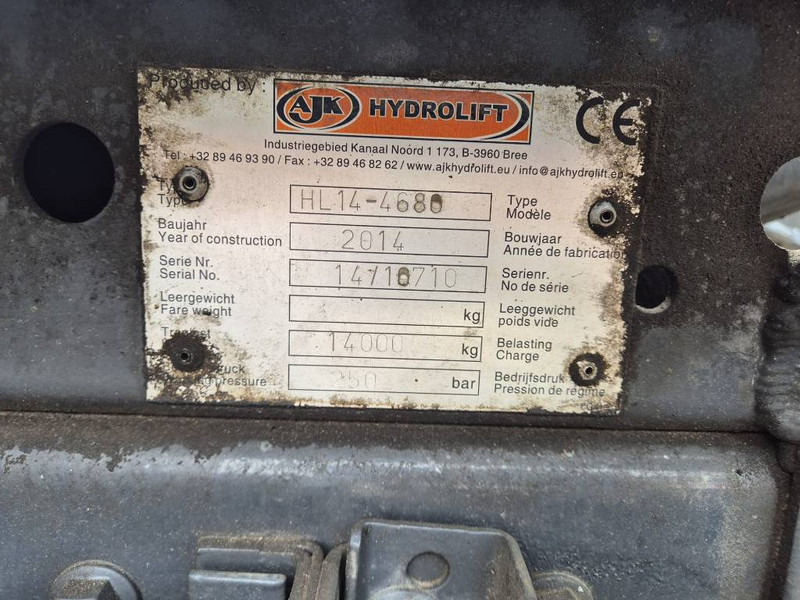 Produced by :
AJK HYDROLIFT
CE
Industriegebied Kanaal Noord 1 173, B-3960 Bree
Tel : +32 89 46 93 90 / Fax : +32 89 46 82 62 / www.ajkhydrolift.eu / info@ajkhydrolift.eu
Type HL14-4680 Type
Modèle
Baujahr
Year of construction 2014 Bouwjaar
Année de fabrication
Serie Nr.
Serial No. 14/10710 Serienr.
No de série
Leergewicht
Fare weight kg Leeggewicht
poids vide
14000 kg Belasting
Charge
bar Bedrijfsdruk
pressure Pression de régime